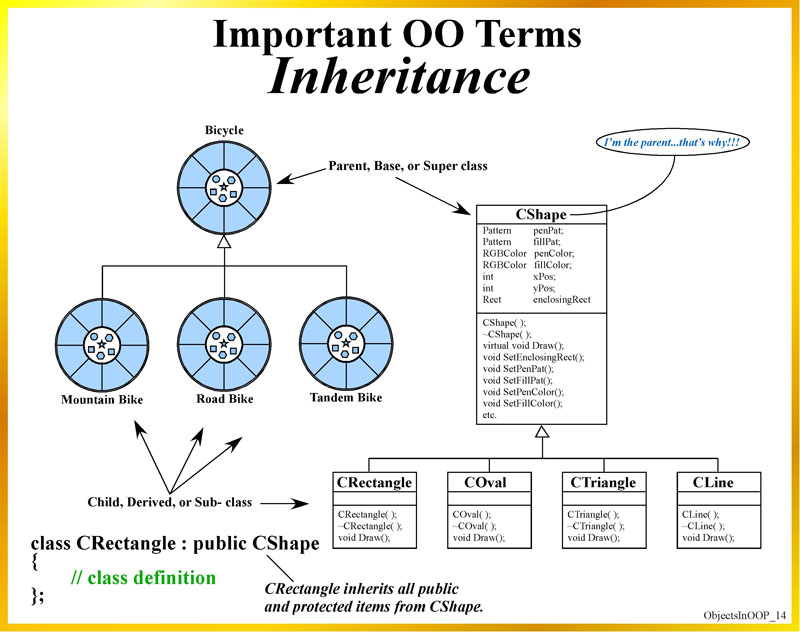 Important OO Terms
Inheritance
Bicycle
I'm the parent...that's why!!!
Parent, Base, or Super class
CShape
Pattern penPat;
Pattern fillPat;
RGBColor penColor;
RGBColor fillColor;
int xPos;
int yPos;
Rect enclosingRect
CShape( );
~CShape( );
virtual void Draw();
void SetEnclosingRect();
void SetPenPat();
void SetFillPat();
void SetPenColor();
void SetFillColor();
etc.
Mountain Bike
Road Bike
Tandem Bike
CRectangle
CRectangle( );
~CRectangle( );
void Draw();
COval
COval( );
~COval( );
void Draw();
CTriangle
CTriangle( );
~CTriangle( );
void Draw();
CLine
CLine( );
~CLine( );
void Draw();
Child, Derived, or Sub- class
class CRectangle : public CShape
{
// class definition
};
CRectangle inherits all public
and protected items from CShape.
ObjectsInOOP_14